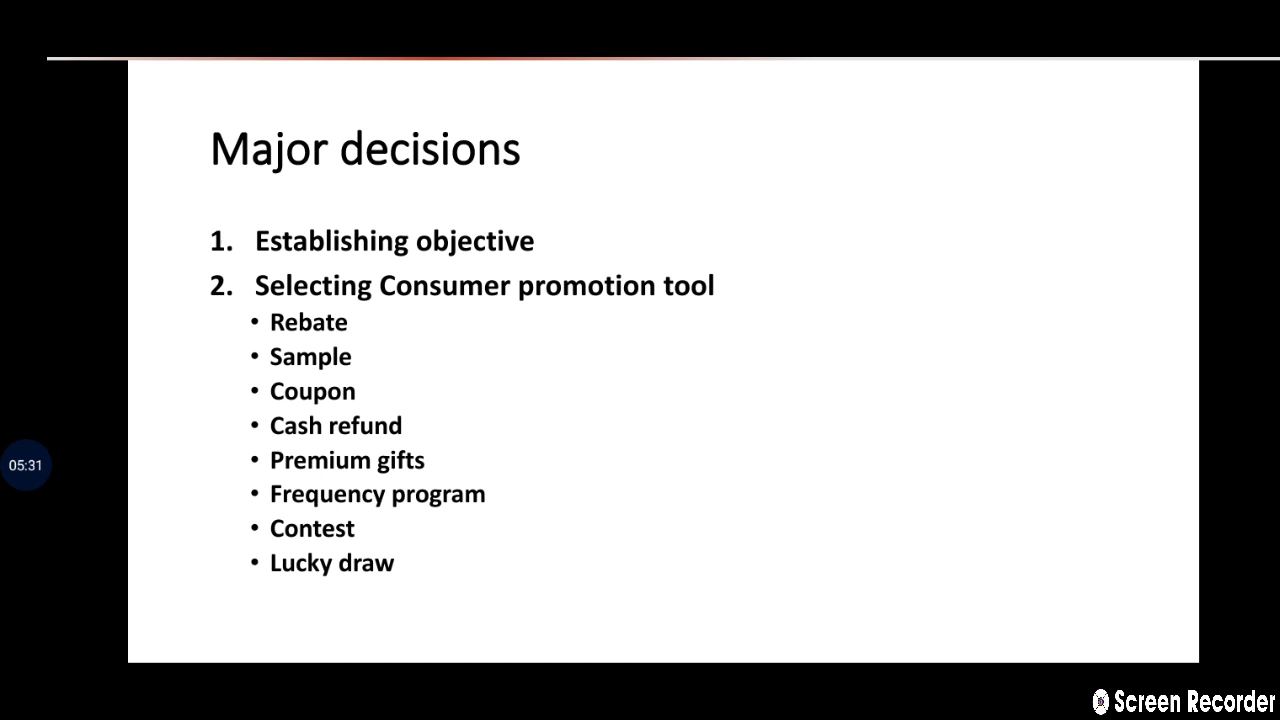 Major decisions
1. Establishing objective
2. Selecting Consumer promotion tool
• Rebate
• Sample
• Coupon
• Cash refund
• Premium gifts
• Frequency program
• Contest
• Lucky draw
05:31
Screen Recorder